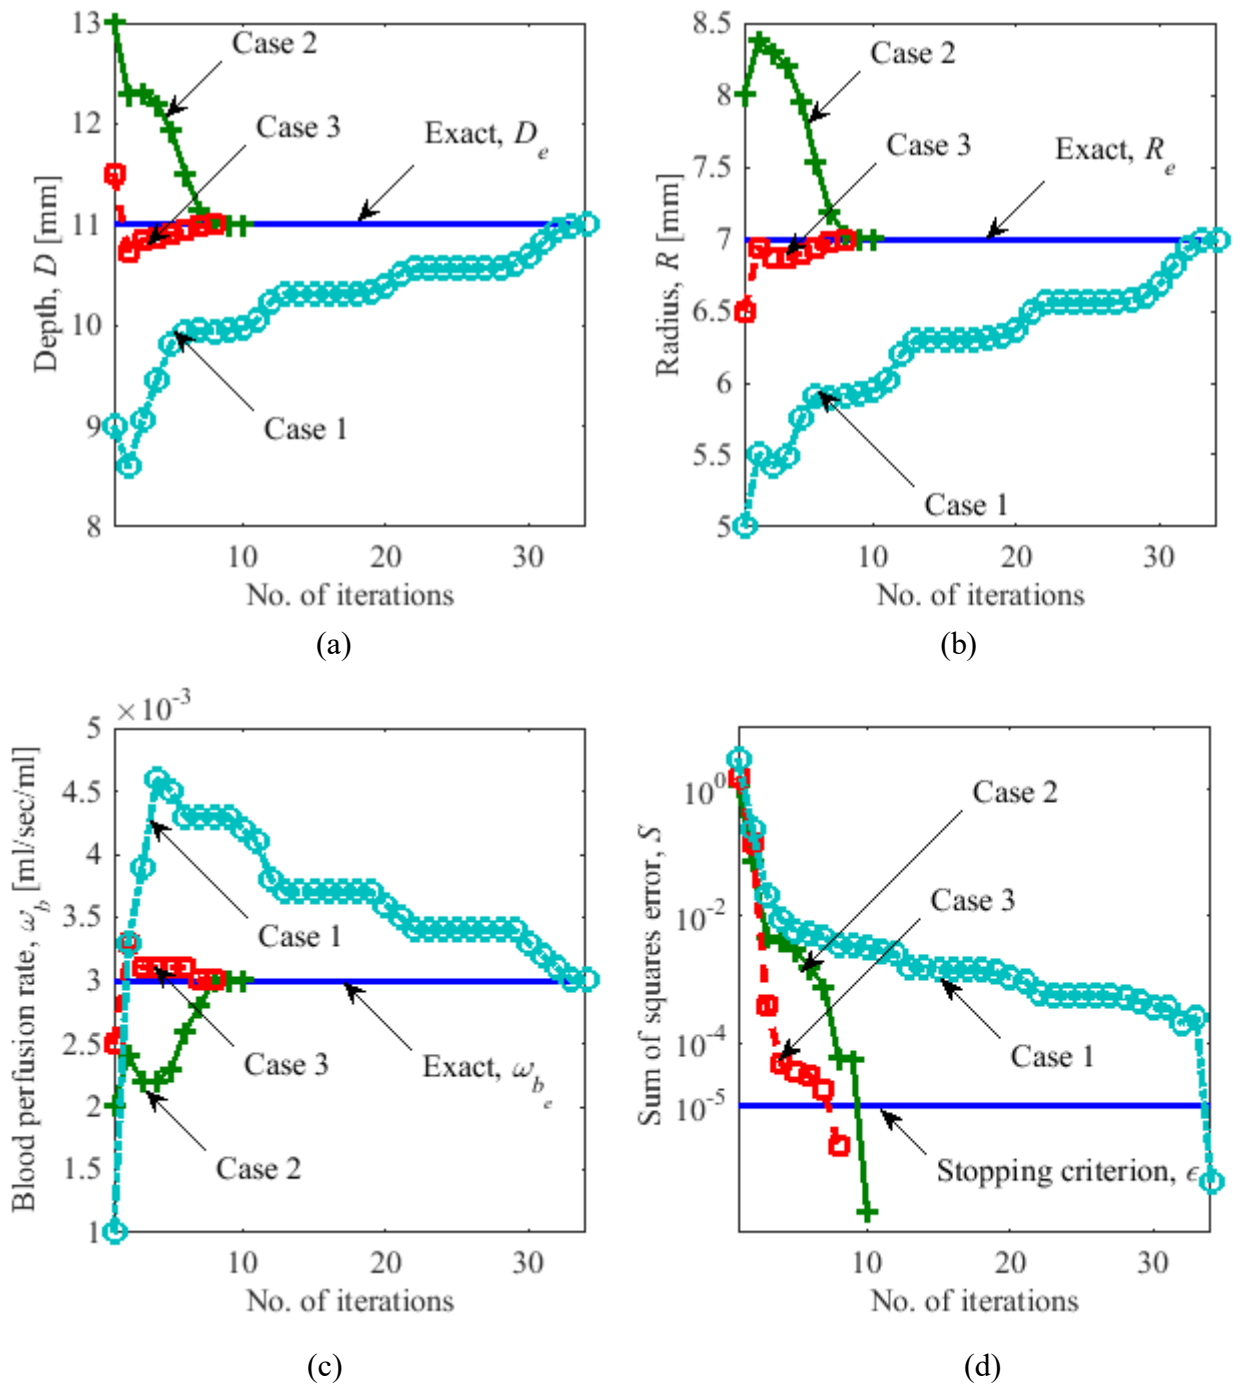 13
12
11
10
9
8
Depth, D [mm]
Case 2
Case 3
Exact, D_e
Case 1
10 20 30
No. of iterations
(a)
8.5
8
7.5
7
6.5
6
5.5
5
Radius, R [mm]
Case 2
Case 3
Exact, R_e
Case 1
10 20 30
No. of iterations
(b)
×10^-3
5
4.5
4
3.5
3
2.5
2
1.5
1
Blood perfusion rate, ω_b [ml/sec/ml]
Case 1
Case 3
Exact, ω_b_e
Case 2
10 20 30
No. of iterations
(c)
10^0
10^-2
10^-4
10^-5
Sum of squares error, S
Case 2
Case 3
Case 1
Stopping criterion, ϵ
10 20 30
No. of iterations
(d)